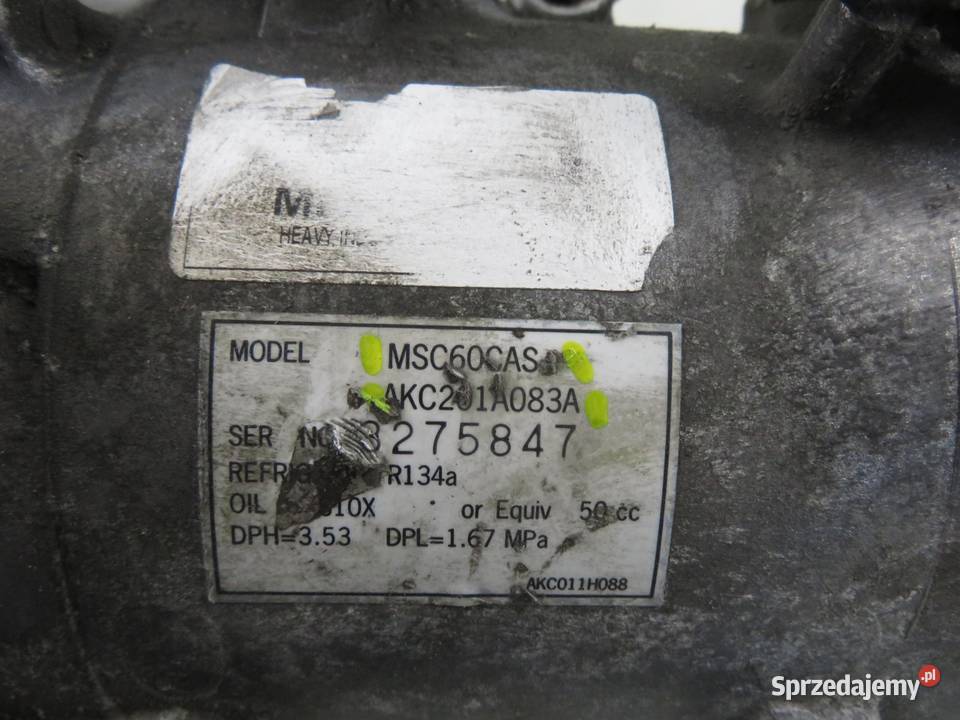 HEAVY
MODEL MSC60CAS
AKC201A083A
SER NO 3275847
R134a
OIL or Equiv 50 cc
DPH=3.53 DPL=1.67 MPa
AKC011H088
Sprzedajemy.pl